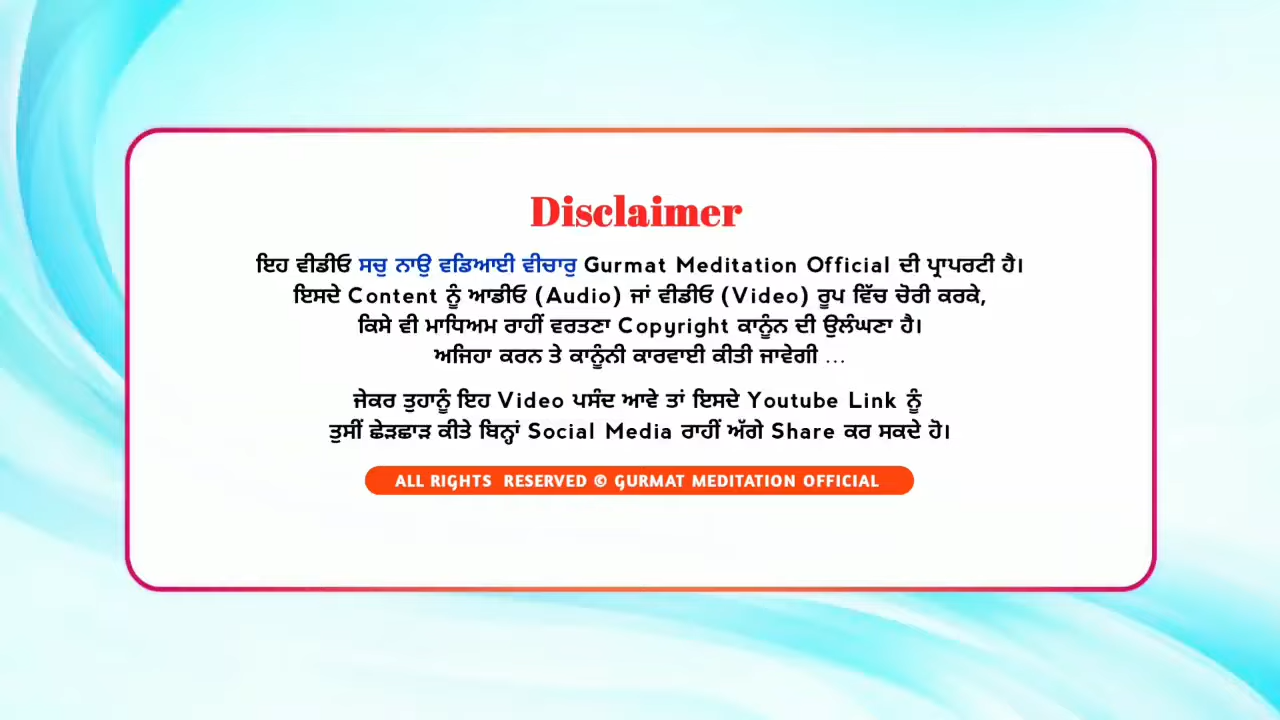 Disclaimer
ਇਹ ਵੀਡੀਓ ਸਚੁ ਨਾਉ ਵਡਿਆਈ ਵੀਚਾਰੁ Gurmat Meditation Official ਦੀ ਪ੍ਰਾਪਰਟੀ ਹੈ।
ਇਸਦੇ Content ਨੂੰ ਆਡੀਓ (Audio) ਜਾਂ ਵੀਡੀਓ (Video) ਰੂਪ ਵਿੱਚ ਚੋਰੀ ਕਰਕੇ,
ਕਿਸੇ ਵੀ ਮਾਧਿਅਮ ਰਾਹੀਂ ਵਰਤਣਾ Copyright ਕਾਨੂੰਨ ਦੀ ਉਲੰਘਣਾ ਹੈ।
ਅਜਿਹਾ ਕਰਨ ਤੇ ਕਾਨੂੰਨੀ ਕਾਰਵਾਈ ਕੀਤੀ ਜਾਵੇਗੀ ...
ਜੇਕਰ ਤੁਹਾਨੂੰ ਇਹ Video ਪਸੰਦ ਆਵੇ ਤਾਂ ਇਸਦੇ Youtube Link ਨੂੰ
ਤੁਸੀਂ ਛੇੜਛਾੜ ਕੀਤੇ ਬਿਨ੍ਹਾਂ Social Media ਰਾਹੀਂ ਅੱਗੇ Share ਕਰ ਸਕਦੇ ਹੋ।
ALL RIGHTS RESERVED © GURMAT MEDITATION OFFICIAL